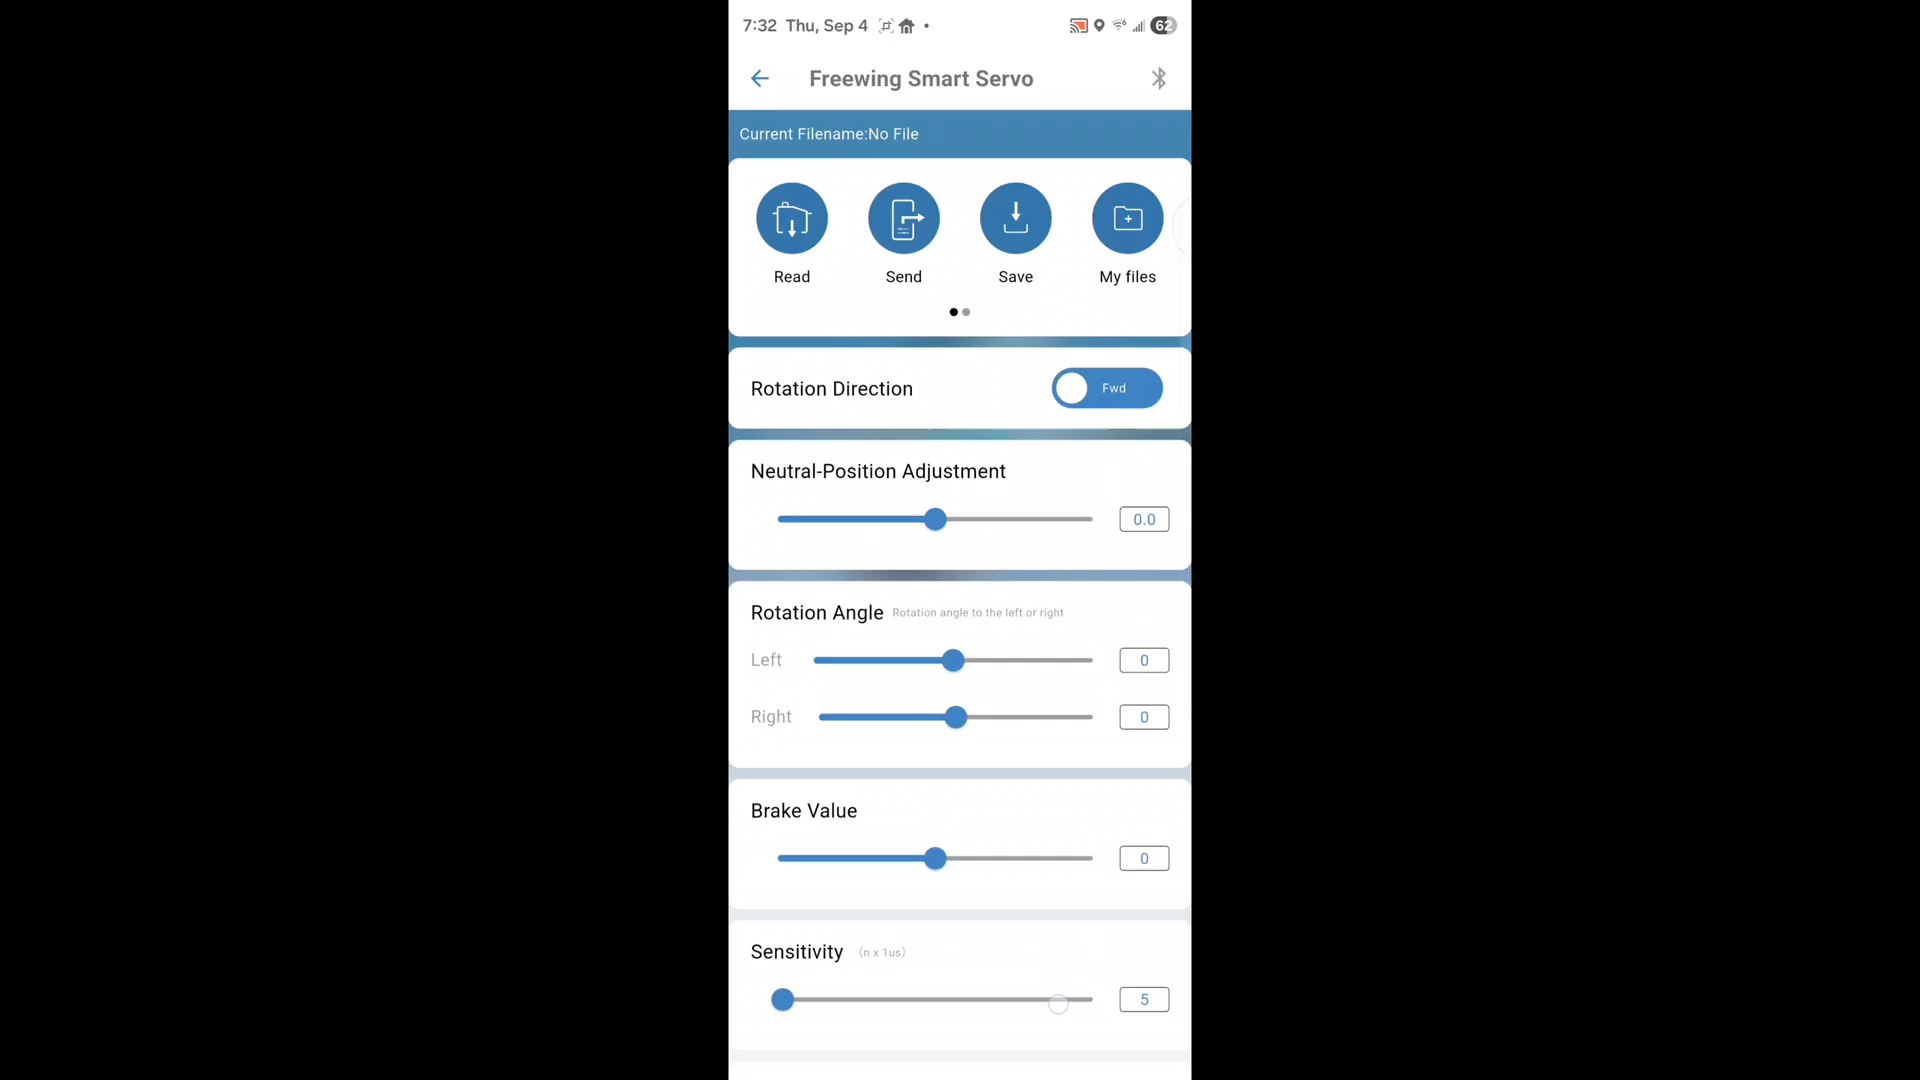 7:32 Thu, Sep 4
62
Freewing Smart Servo
Current Filename:No File
Read
Send
Save
My files
Rotation Direction
Fwd
Neutral-Position Adjustment
0.0
Rotation Angle Rotation angle to the left or right
Left
0
Right
0
Brake Value
0
Sensitivity (n x 1us)
5